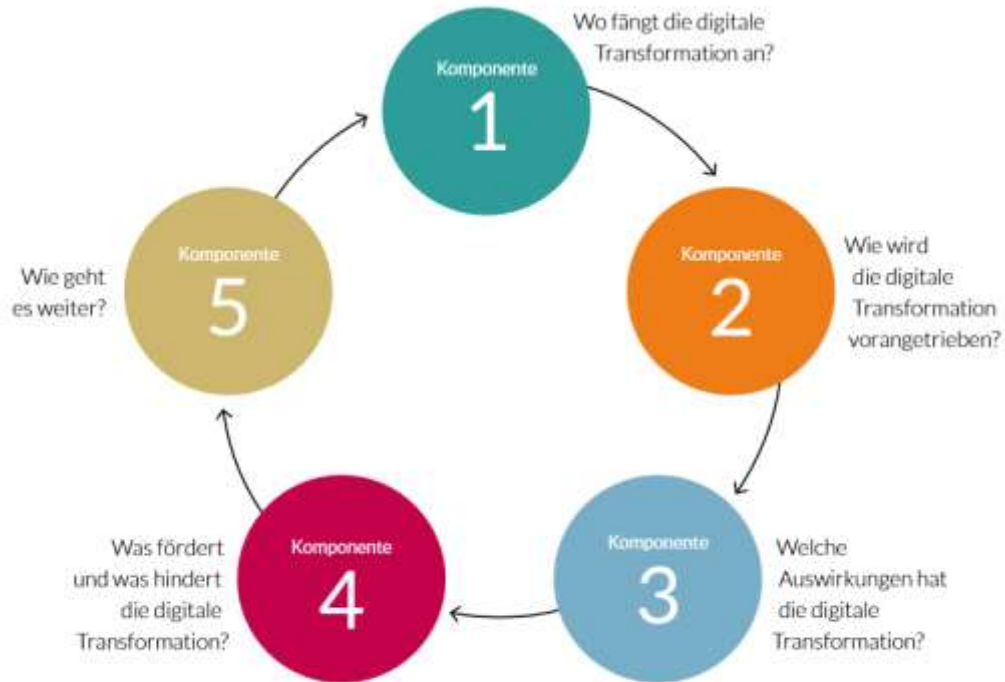 Komponente
1
Wo fängt die digitale
Transformation an?
Komponente
2
Wie wird
die digitale
Transformation
vorangetrieben?
Komponente
3
Welche
Auswirkungen hat
die digitale
Transformation?
Komponente
4
Was fördert
und was hindert
die digitale
Transformation?
Komponente
5
Wie geht
es weiter?